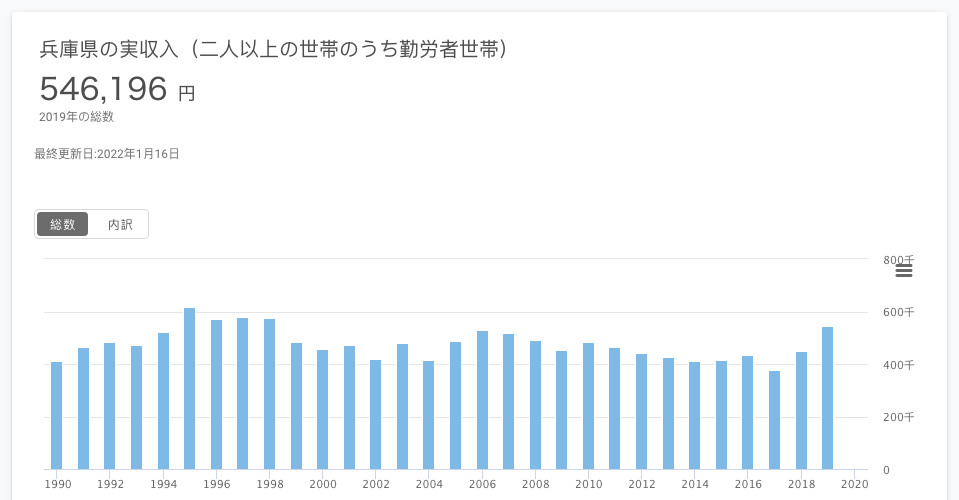 兵庫県の実収入（二人以上の世帯のうち勤労者世帯）
546,196 円
2019年の総数
最終更新日:2022年1月16日
総数 内訳
800千
600千
400千
200千
0
1990 1992 1994 1996 1998 2000 2002 2004 2006 2008 2010 2012 2014 2016 2018 2020